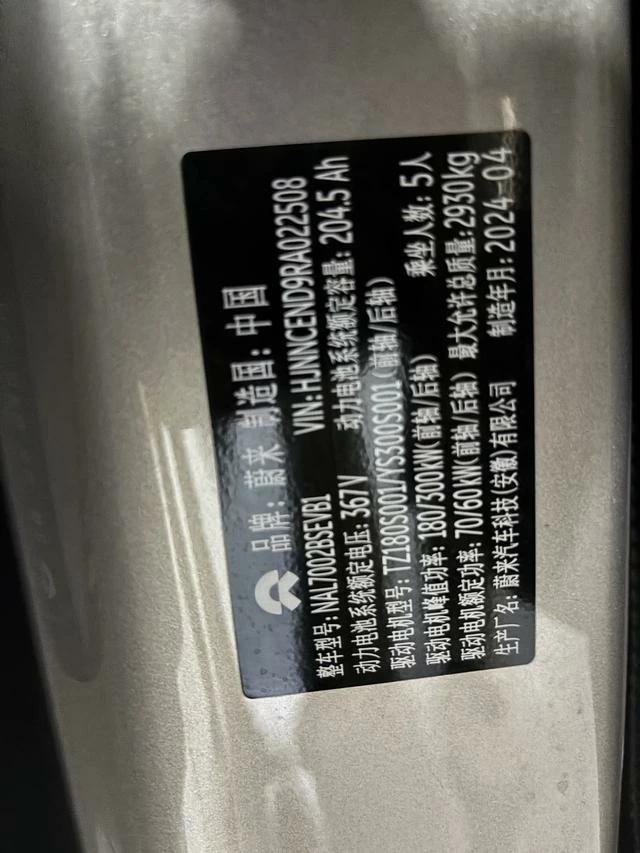 品牌: 蔚来 制造国: 中国
整车型号: NAL7002BSEVB1 VIN: HJNNCEND9RA022508
动力电池系统额定电压: 367V 动力电池系统额定容量: 204.5 Ah
驱动电机型号: TZ180S001/YS300S001(前轴/后轴)
驱动电机峰值功率: 180/300kW(前轴/后轴) 乘坐人数: 5人
驱动电机额定功率: 70/60kW(前轴/后轴) 最大允许总质量: 2930kg
生产厂名: 蔚来汽车科技(安徽)有限公司 制造年月: 2024-04